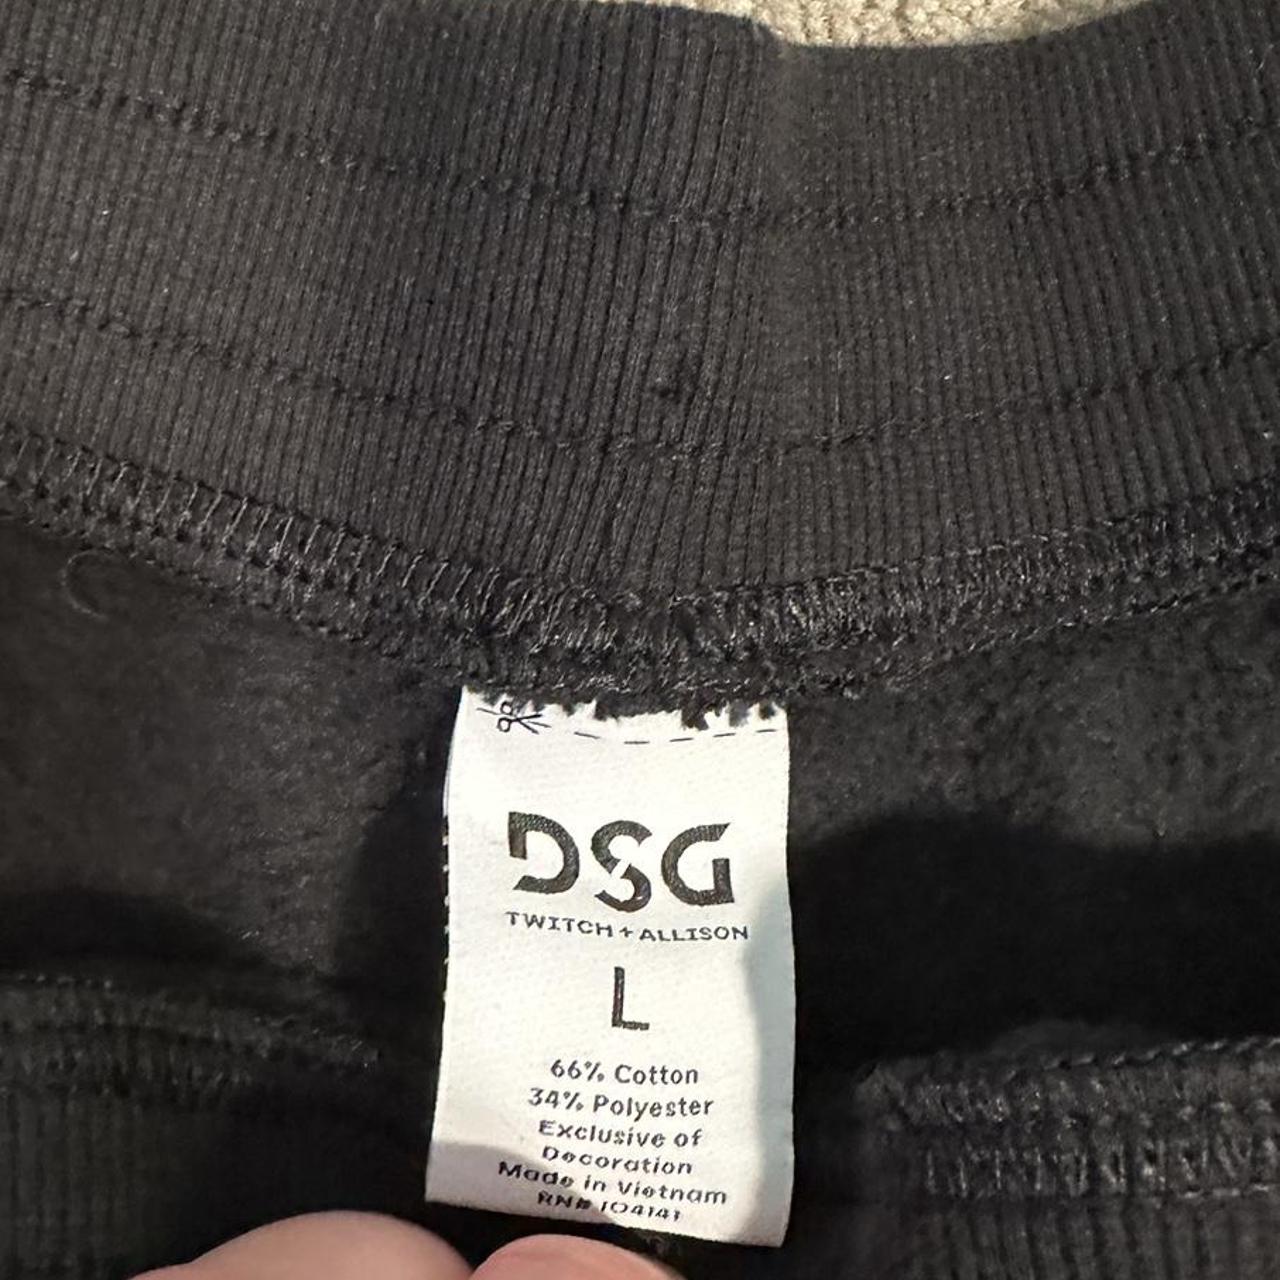 DSG
TWITCH + ALLISON
L
66% Cotton
34% Polyester
Exclusive of
Decoration
Made in Vietnam
RN# 104141